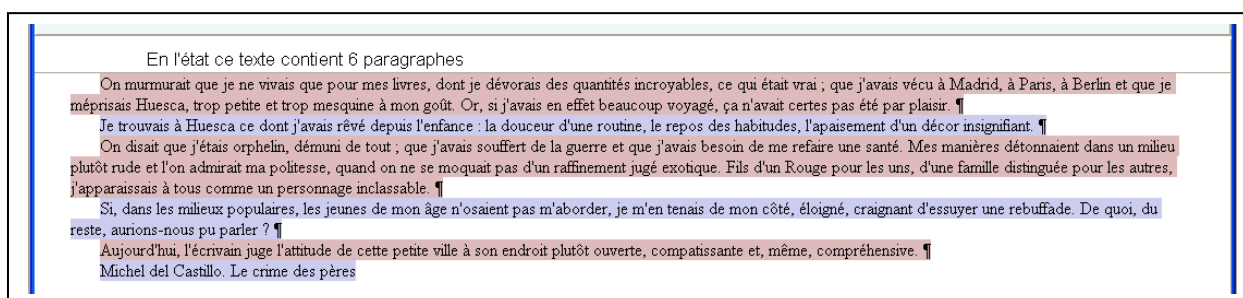 En l'état ce texte contient 6 paragraphes
On murmurait que je ne vivais que pour mes livres, dont je dévorais des quantités incroyables, ce qui était vrai ; que j'avais vécu à Madrid, à Paris, à Berlin et que je
méprisais Huesca, trop petite et trop mesquine à mon goût. Or, si j'avais en effet beaucoup voyagé, ça n'avait certes pas été par plaisir. ¶
Je trouvais à Huesca ce dont j'avais rêvé depuis l'enfance : la douceur d'une routine, le repos des habitudes, l'apaisement d'un décor insignifiant. ¶
On disait que j'étais orphelin, démuni de tout ; que j'avais souffert de la guerre et que j'avais besoin de me refaire une santé. Mes manières détonnaient dans un milieu
plutôt rude et l'on admirait ma politesse, quand on ne se moquait pas d'un raffinement jugé exotique. Fils d'un Rouge pour les uns, d'une famille distinguée pour les autres,
j'apparaissais à tous comme un personnage inclassable. ¶
Si, dans les milieux populaires, les jeunes de mon âge n'osaient pas m'aborder, je m'en tenais de mon côté, éloigné, craignant d'essuyer une rebuffade. De quoi, du
reste, aurions-nous pu parler ? ¶
Aujourd'hui, l'écrivain juge l'attitude de cette petite ville à son endroit plutôt ouverte, compatissante et, même, compréhensive. ¶
Michel del Castillo. Le crime des pères